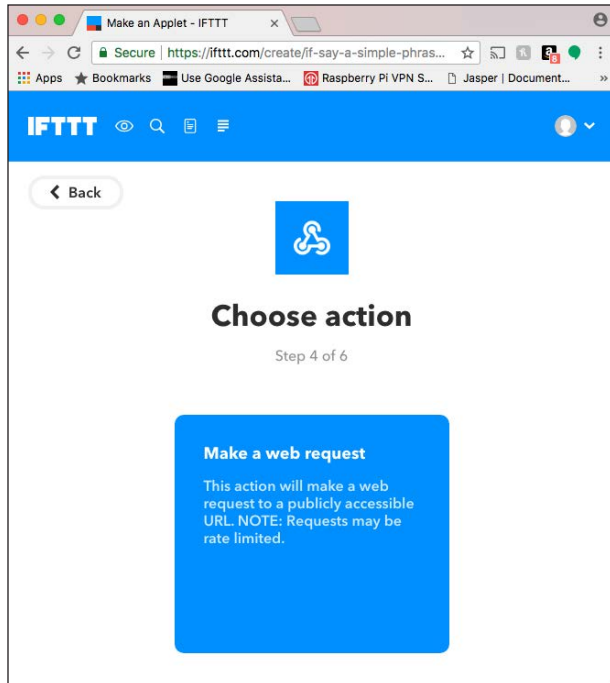 Make an Applet - IFTTT
Secure | https://ifttt.com/create/if-say-a-simple-phras...
8
Apps Bookmarks Use Google Assista... Raspberry Pi VPN S... Jasper | Document... »
IFTTT
Back
Choose action
Step 4 of 6
Make a web request
This action will make a web
request to a publicly accessible
URL. NOTE: Requests may be
rate limited.